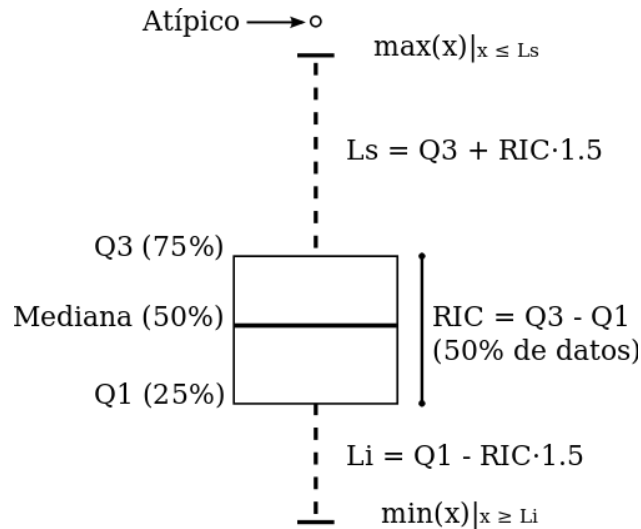 Atípico
max(x)|x ≤ Ls
Ls = Q3 + RIC·1.5
Q3 (75%)
Mediana (50%)
RIC = Q3 - Q1
(50% de datos)
Q1 (25%)
Li = Q1 - RIC·1.5
min(x)|x ≥ Li